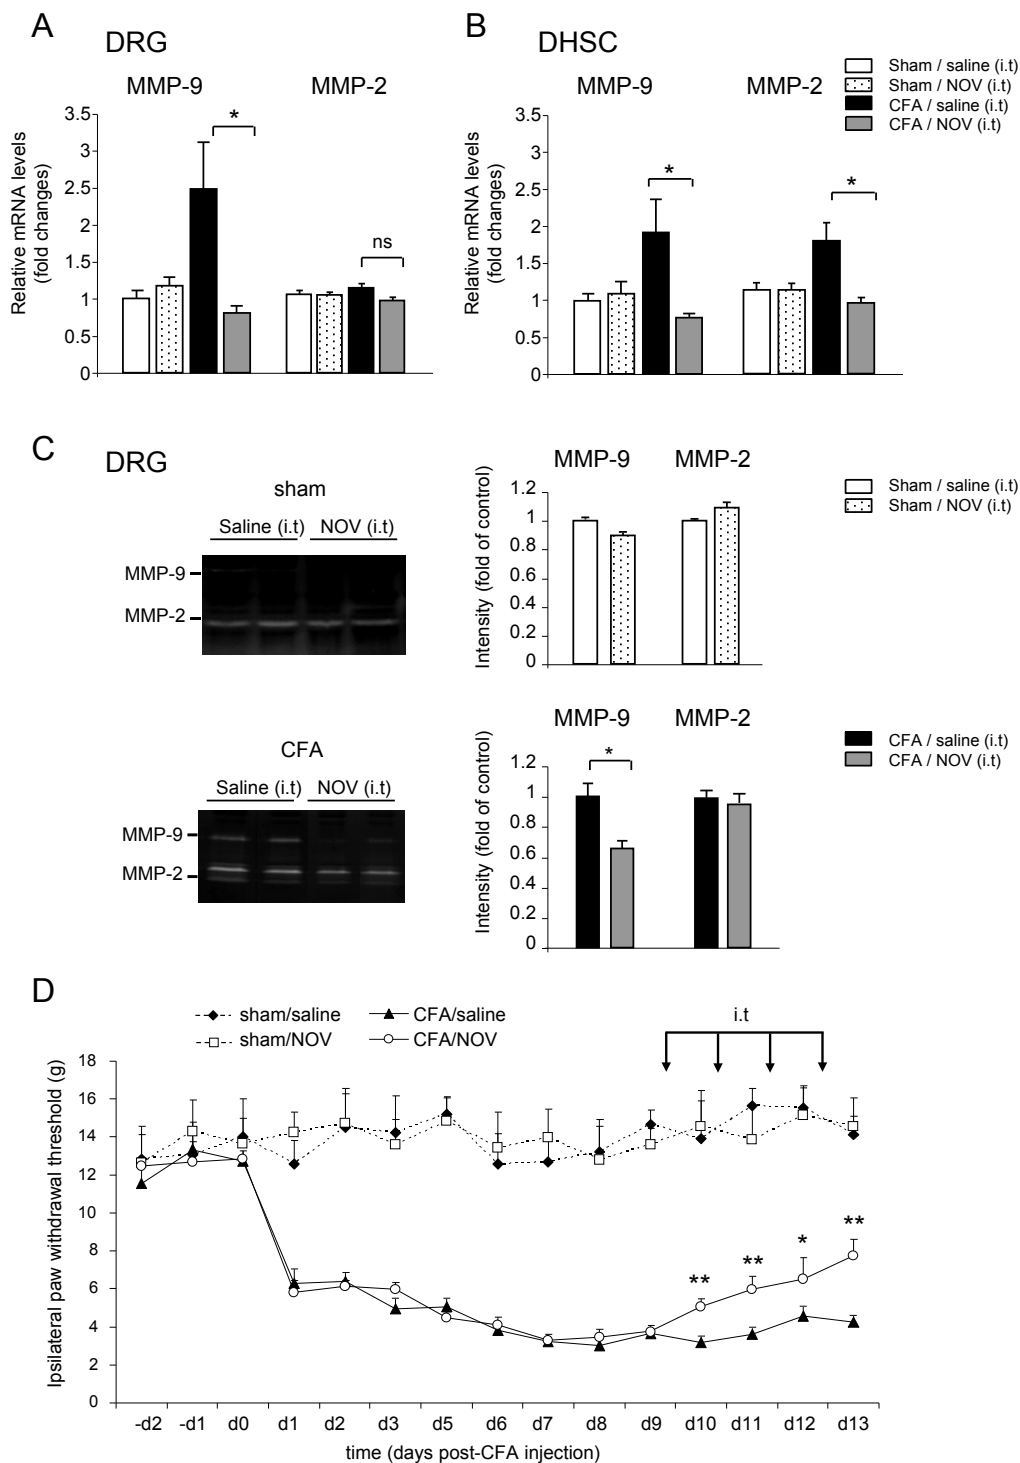 A
DRG
MMP-9
MMP-2
Relative mRNA levels
(fold changes)
3.5
3
2.5
2
1.5
1
0.5
0
*
ns
B
DHSC
MMP-9
MMP-2
Relative mRNA levels
(fold changes)
3.5
3
2.5
2
1.5
1
0.5
0
*
*
Sham / saline (i.t)
Sham / NOV (i.t)
CFA / saline (i.t)
CFA / NOV (i.t)
C
DRG
sham
Saline (i.t) NOV (i.t)
MMP-9
MMP-2
MMP-9
MMP-2
Intensity (fold of control)
1.2
1
0.8
0.6
0.4
0.2
0
Sham / saline (i.t)
Sham / NOV (i.t)
CFA
Saline (i.t) NOV (i.t)
MMP-9
MMP-2
MMP-9
MMP-2
Intensity (fold of control)
1.2
1
0.8
0.6
0.4
0.2
0
*
CFA / saline (i.t)
CFA / NOV (i.t)
D
sham/saline
CFA/saline
sham/NOV
CFA/NOV
i.t
Ipsilateral paw withdrawal threshold (g)
18
16
14
12
10
8
6
4
2
0
** ** * **
-d2 -d1 d0 d1 d2 d3 d5 d6 d7 d8 d9 d10 d11 d12 d13
time (days post-CFA injection)